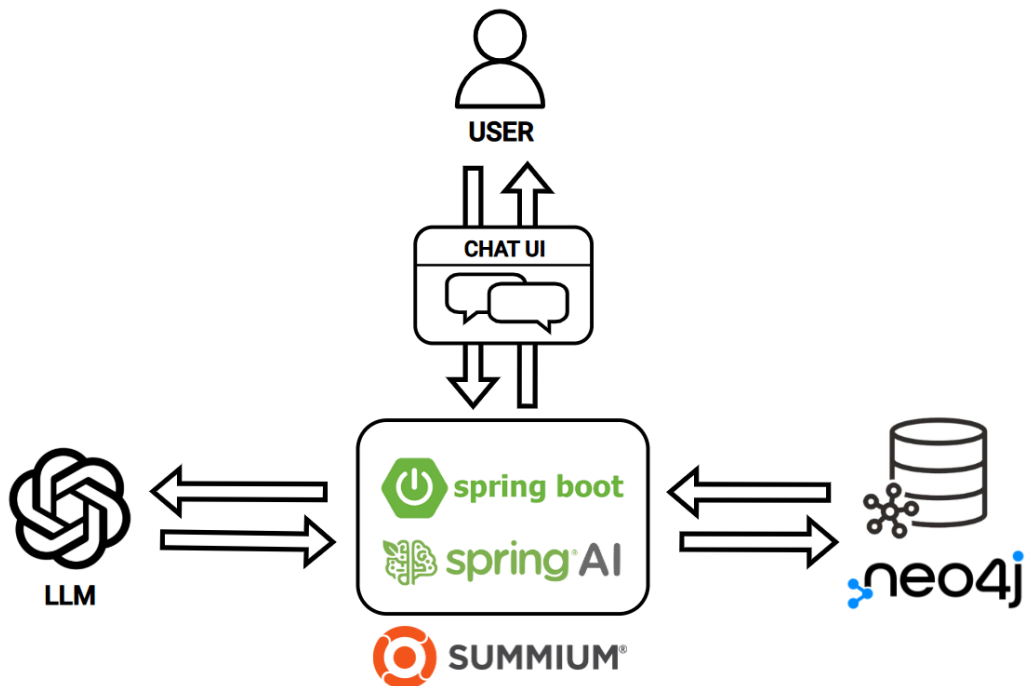 USER
CHAT UI
spring boot
spring® AI
LLM
neo4j
SUMMIUM®